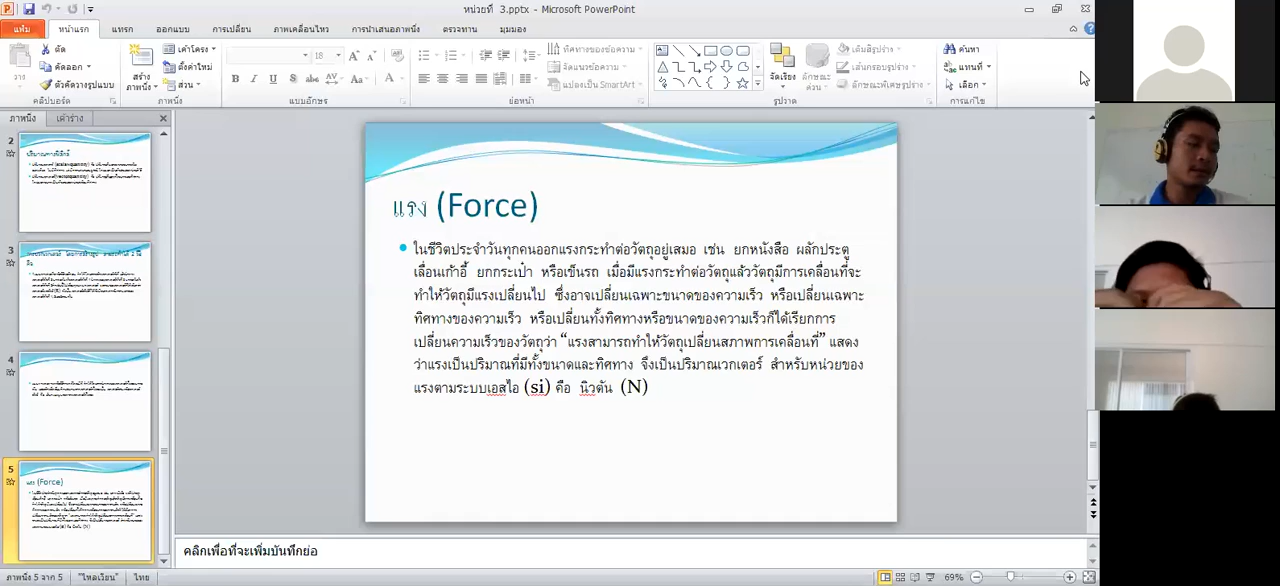 หน่วยที่ 3.pptx - Microsoft PowerPoint
แฟ้ม หน้าแรก แทรก ออกแบบ การเปลี่ยน ภาพเคลื่อนไหว การนำเสนอภาพนิ่ง ตรวจทาน มุมมอง
ตัด
คัดลอก
ตัวคัดวางรูปแบบ
วาง
คลิปบอร์ด
สร้าง
ภาพนิ่ง
เค้าโครง
ตั้งค่าใหม่
ส่วน
ภาพนิ่ง
18
แบบอักษร
ทิศทางของข้อความ
จัดแนวข้อความ
แปลงเป็น SmartArt
ย่อหน้า
จัดเรียง
ลักษณะ
ด่วน
เติมสีรูปร่าง
เส้นกรอบรูปร่าง
ลักษณะพิเศษรูปร่าง
รูปวาด
ค้นหา
แทนที่
เลือก
การแก้ไข
ภาพนิ่ง เค้าร่าง
2
3
4
5
แรง (Force)
แรง (Force)
ในชีวิตประจำวันทุกคนออกแรงกระทำต่อวัตถุอยู่เสมอ เช่น ยกหนังสือ ผลักประตู
เลื่อนเก้าอี้ ยกกระเป๋า หรือเข็นรถ เมื่อมีแรงกระทำต่อวัตถุแล้ววัตถุมีการเคลื่อนที่จะ
ทำให้วัตถุมีแรงเปลี่ยนไป ซึ่งอาจเปลี่ยนเฉพาะขนาดของความเร็ว หรือเปลี่ยนเฉพาะ
ทิศทางของความเร็ว หรือเปลี่ยนทั้งทิศทางหรือขนาดของความเร็วก็ได้เรียกการ
เปลี่ยนความเร็วของวัตถุว่า “แรงสามารถทำให้วัตถุเปลี่ยนสภาพการเคลื่อนที่” แสดง
ว่าแรงเป็นปริมาณที่มีทั้งขนาดและทิศทาง จึงเป็นปริมาณเวกเตอร์ สำหรับหน่วยของ
แรงตามระบบเอสไอ (si) คือ นิวตัน (N)
คลิกเพื่อที่จะเพิ่มบันทึกย่อ
ภาพนิ่ง 5 จาก 5 "ไหลเวียน" ไทย 69%